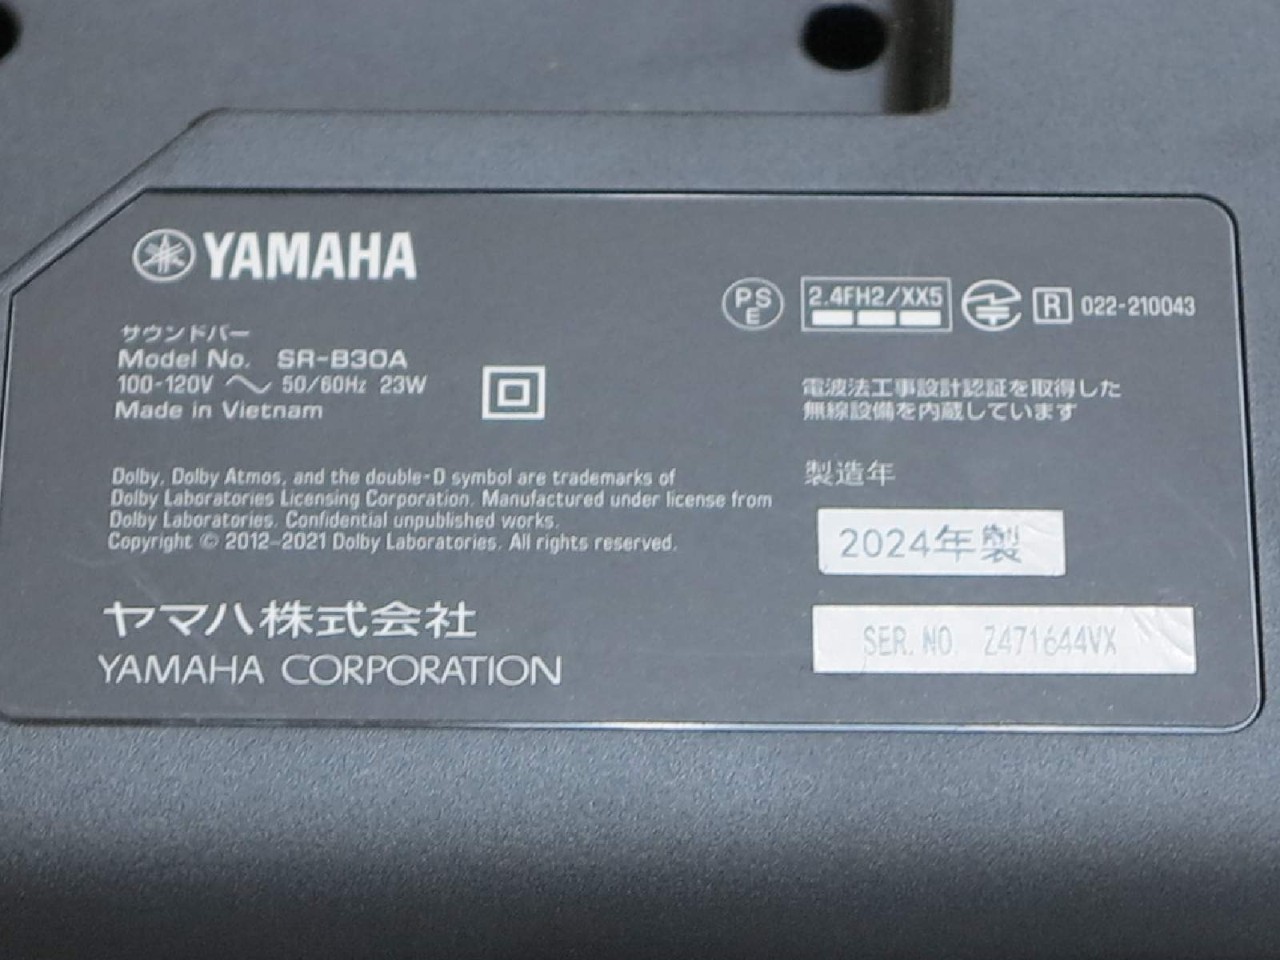 YAMAHA
サウンドバー
Model No. SR-B30A
100-120V 50/60Hz 23W
Made in Vietnam
Dolby, Dolby Atmos, and the double-D symbol are trademarks of
Dolby Laboratories Licensing Corporation. Manufactured under license from
Dolby Laboratories. Confidential unpublished works.
Copyright © 2012-2021 Dolby Laboratories. All rights reserved.
ヤマハ株式会社
YAMAHA CORPORATION
PS
E
2.4FH2/XX5
R 022-210043
電波法工事設計認証を取得した
無線設備を内蔵しています
製造年
2024年製
SER. NO. Z471644VX